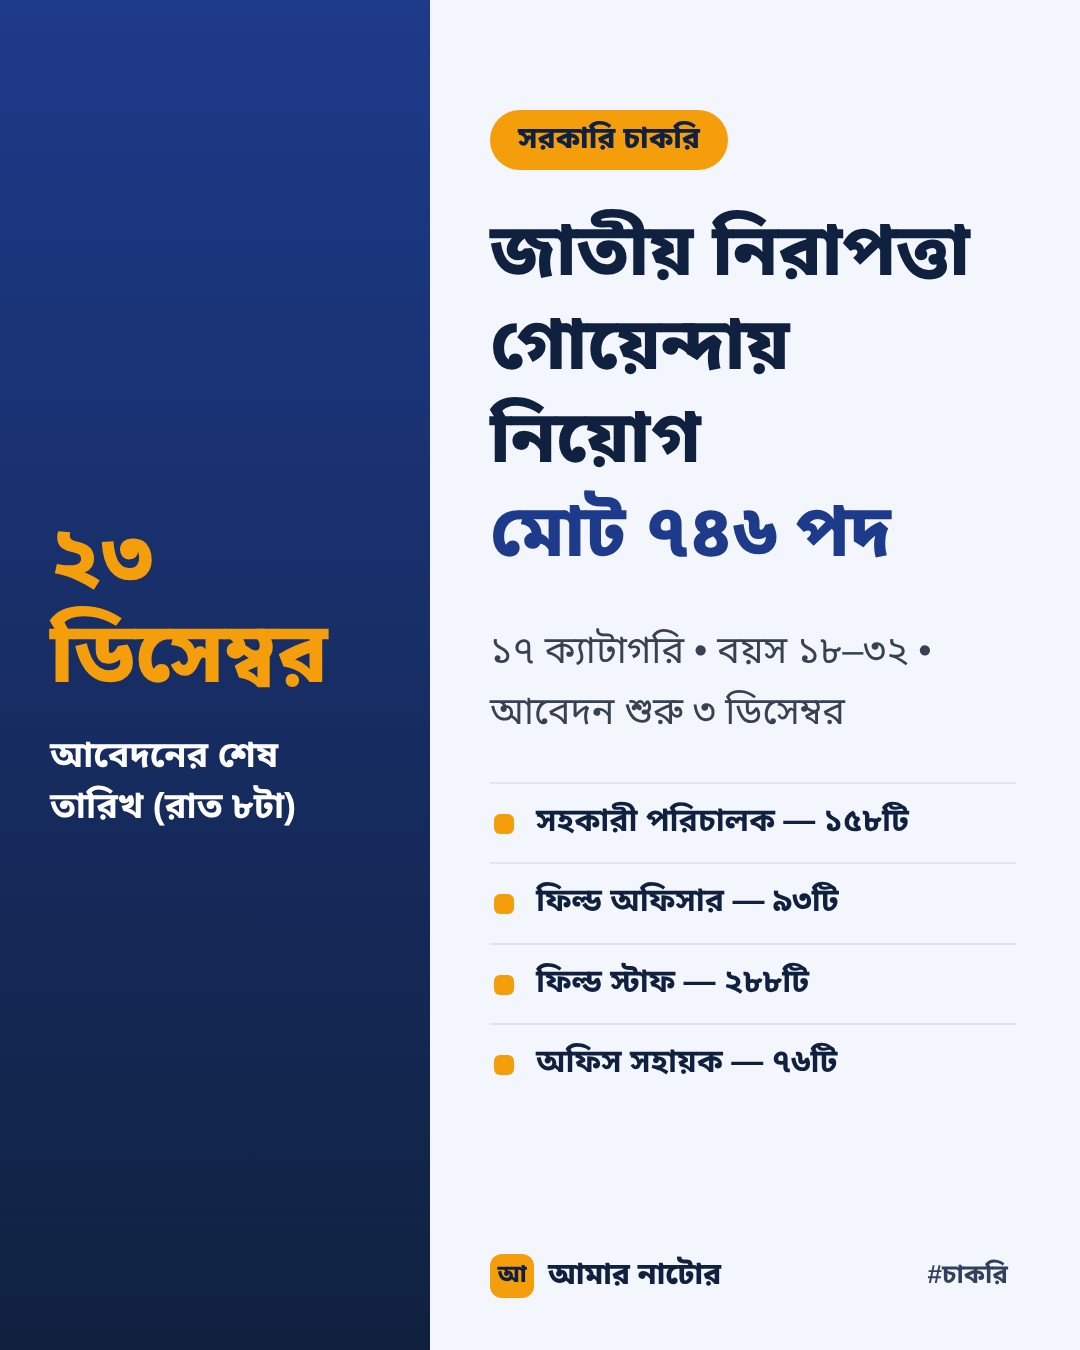 ২৩
ডিসেম্বর
আবেদনের শেষ
তারিখ (রাত ৮টা)
সরকারি চাকরি
জাতীয় নিরাপত্তা
গোয়েন্দায়
নিয়োগ
মোট ৭৪৬ পদ
১৭ ক্যাটাগরি • বয়স ১৮–৩২ •
আবেদন শুরু ৩ ডিসেম্বর
সহকারী পরিচালক — ১৫৮টি
ফিল্ড অফিসার — ৯৩টি
ফিল্ড স্টাফ — ২৮৮টি
অফিস সহায়ক — ৭৬টি
আ আমার নাটোর
#চাকরি